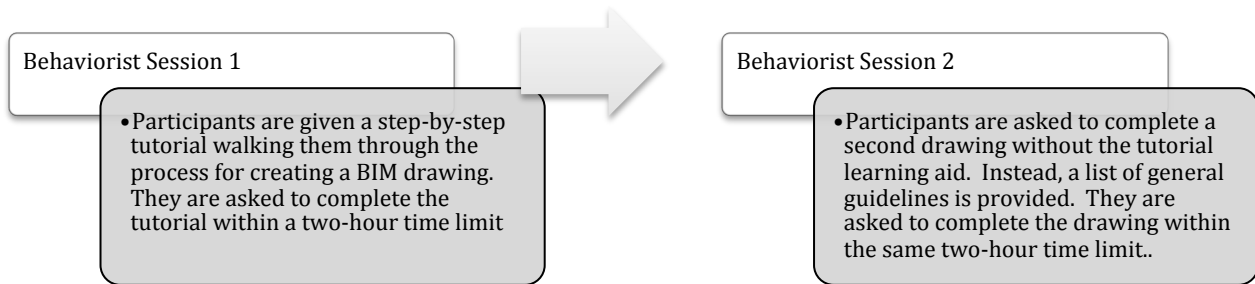 Behaviorist Session 1
•Participants are given a step-by-step
tutorial walking them through the
process for creating a BIM drawing.
They are asked to complete the
tutorial within a two-hour time limit
Behaviorist Session 2
•Participants are asked to complete a
second drawing without the tutorial
learning aid.  Instead, a list of general
guidelines is provided.  They are
asked to complete the drawing within
the same two-hour time limit..